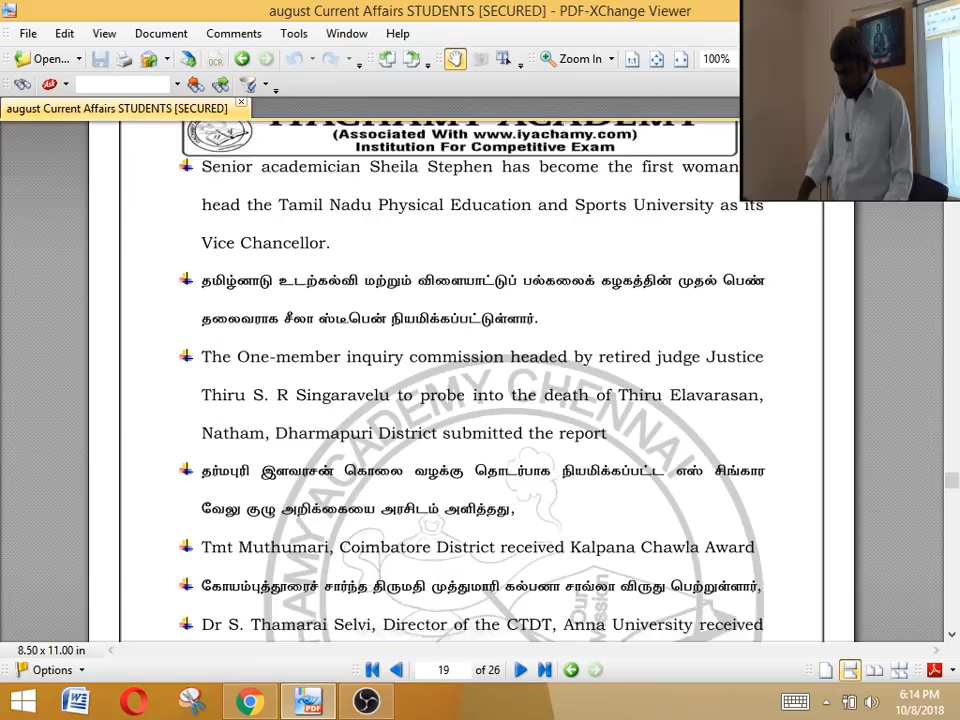 august Current Affairs STUDENTS [SECURED] - PDF-XChange Viewer
File Edit View Document Comments Tools Window Help
Open... OCR Zoom In 100%
august Current Affairs STUDENTS [SECURED]
IYACHAMY ACADEMY
(Associated With www.iyachamy.com)
Institution For Competitive Exam
Senior academician Sheila Stephen has become the first woman
head the Tamil Nadu Physical Education and Sports University as its
Vice Chancellor.
தமிழ்னாடு உடற்கல்வி மற்றும் விளையாட்டுப் பல்கலைக் கழகத்தின் முதல் பெண்
தலைவராக சீலா ஸ்டீபென் நியமிக்கப்பட்டுள்ளார்.
The One-member inquiry commission headed by retired judge Justice
Thiru S. R Singaravelu to probe into the death of Thiru Elavarasan,
Natham, Dharmapuri District submitted the report
தர்மபுரி இளவரசன் கொலை வழக்கு தொடர்பாக நியமிக்கப்பட்ட எஸ் சிங்கார
வேலு குழு அறிக்கையை அரசிடம் அளித்தது,
Tmt Muthumari, Coimbatore District received Kalpana Chawla Award
கோயம்புத்தூரைச் சார்ந்த திருமதி முத்துமாரி கல்பனா சாவ்லா விருது பெற்றுள்ளார்,
Dr S. Thamarai Selvi, Director of the CTDT, Anna University received
ACADEMY CHENNAI
Our
Mission
8.50 x 11.00 in
Options 19 of 26
6:14 PM
10/8/2018